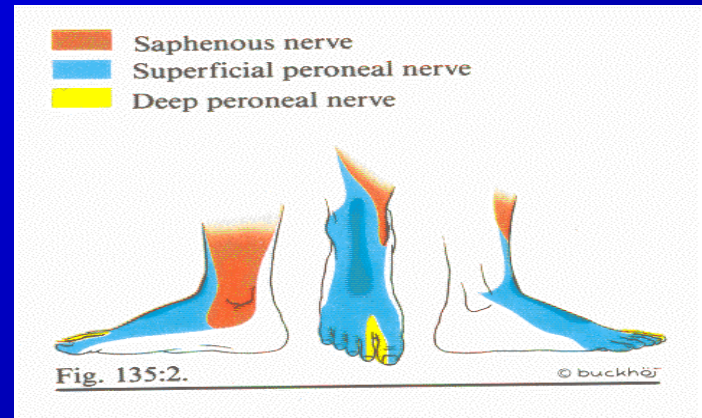 Saphenous nerve
Superficial peroneal nerve
Deep peroneal nerve
Fig. 135:2.
© buckhöj